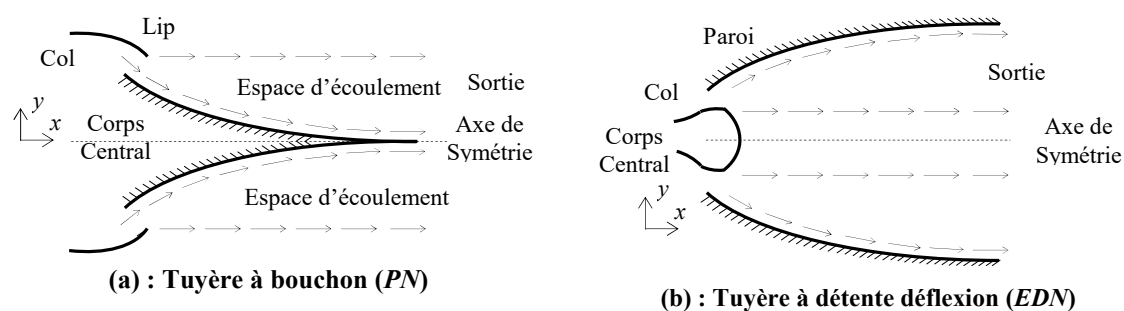 Lip
Col
y
x
Espace d'écoulement
Sortie
Corps
Central
Axe de
Symétrie
Espace d'écoulement
(a) : Tuyère à bouchon (PN)
Paroi
Sortie
Col
Corps
Central
Axe de
Symétrie
y
x
(b) : Tuyère à détente déflexion (EDN)